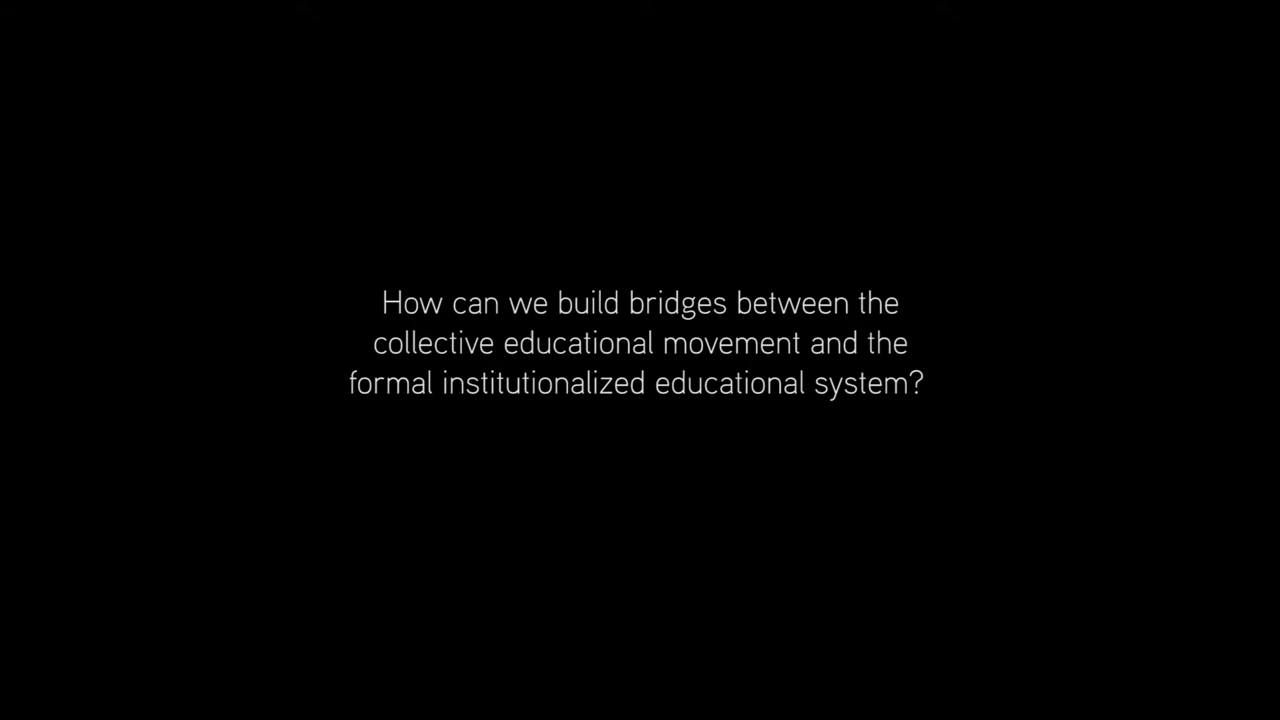 How can we build bridges between the
collective educational movement and the
formal institutionalized educational system?